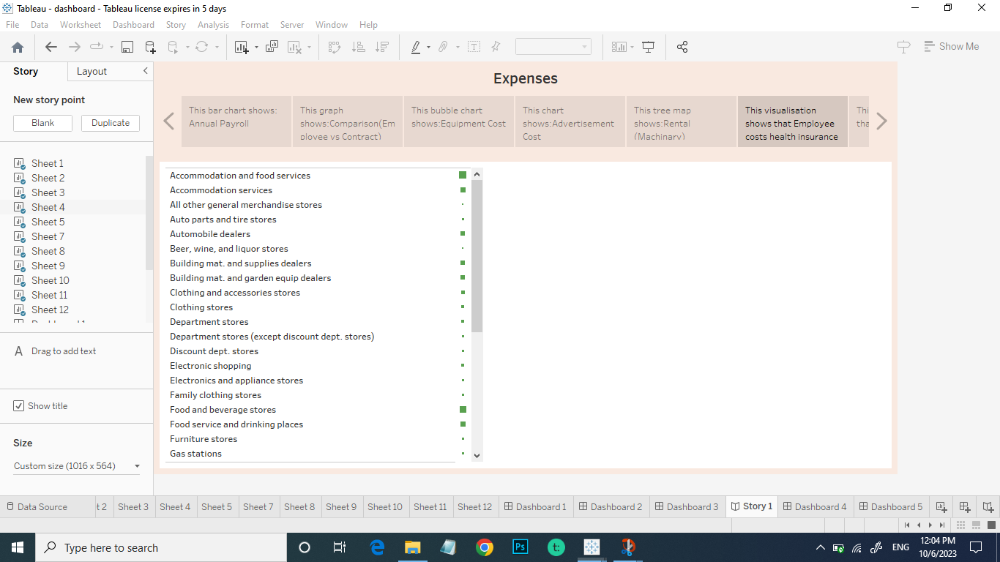 Tableau - dashboard - Tableau license expires in 5 days
File Data Worksheet Dashboard Story Analysis Format Server Window Help
Show Me
Story Layout
New story point
Blank Duplicate
Sheet 1
Sheet 2
Sheet 3
Sheet 4
Sheet 5
Sheet 7
Sheet 8
Sheet 9
Sheet 10
Sheet 11
Sheet 12
A Drag to add text
Show title
Size
Custom size (1016 x 564)
Expenses
This bar chart shows:
Annual Payroll
This graph
shows:Comparison(Em
ployee vs Contract)
This bubble chart
shows:Equipment Cost
This chart
shows:Advertisement
Cost
This tree map
shows:Rental
(Machinary)
This visualisation
shows that Employee
costs health insurance
Thi
tha
Accommodation and food services
Accommodation services
All other general merchandise stores
Auto parts and tire stores
Automobile dealers
Beer, wine, and liquor stores
Building mat. and supplies dealers
Building mat. and garden equip dealers
Clothing and accessories stores
Clothing stores
Department stores
Department stores (except discount dept. stores)
Discount dept. stores
Electronic shopping
Electronics and appliance stores
Family clothing stores
Food and beverage stores
Food service and drinking places
Furniture stores
Gas stations
Data Source t 2 Sheet 3 Sheet 4 Sheet 5 Sheet 7 Sheet 8 Sheet 9 Sheet 10 Sheet 11 Sheet 12 Dashboard 1 Dashboard 2 Dashboard 3 Story 1 Dashboard 4 Dashboard 5
Type here to search
Ps
t:
ENG
12:04 PM
10/6/2023